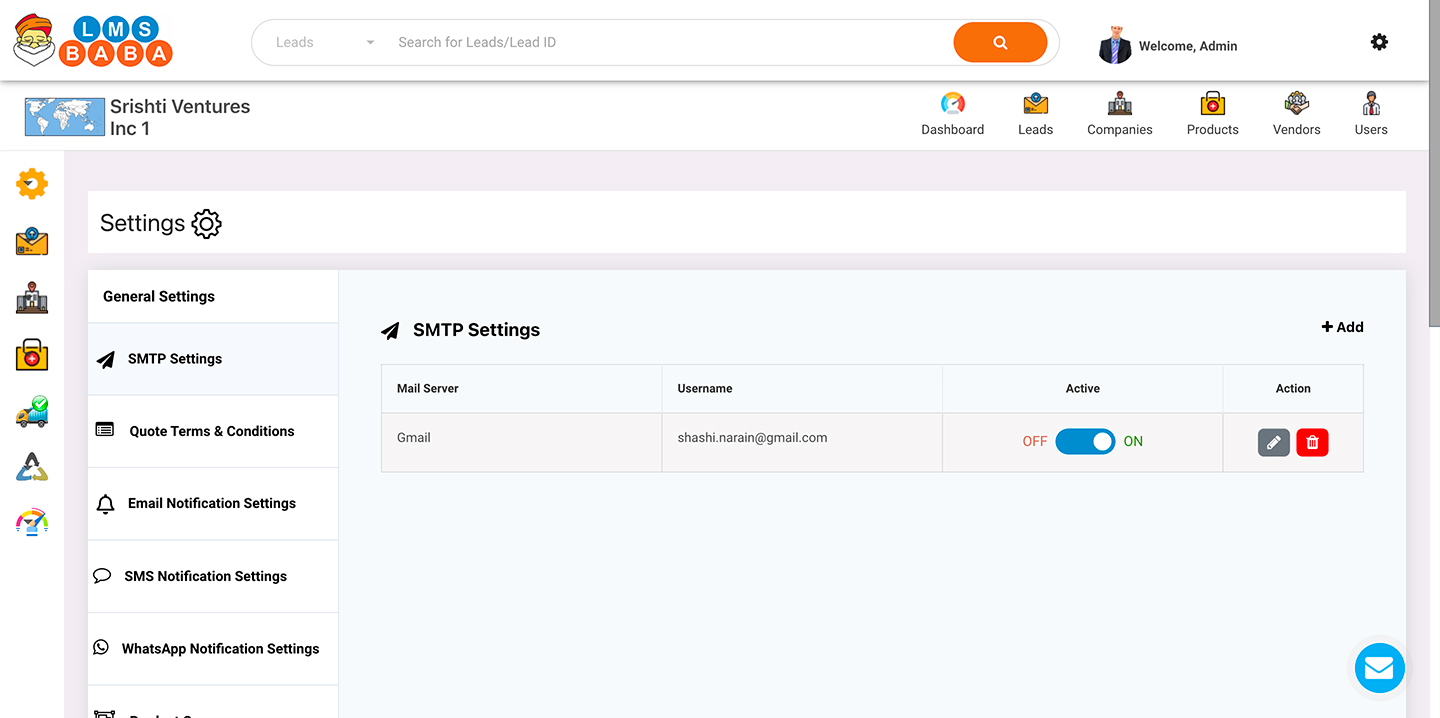 LMS
BABA
Leads
Search for Leads/Lead ID
Welcome, Admin
Srishti Ventures
Inc 1
Dashboard
Leads
Companies
Products
Vendors
Users
Settings
General Settings
SMTP Settings
Quote Terms & Conditions
Email Notification Settings
SMS Notification Settings
WhatsApp Notification Settings
SMTP Settings
Add
Mail Server
Username
Active
Action
Gmail
shashi.narain@gmail.com
OFF
ON